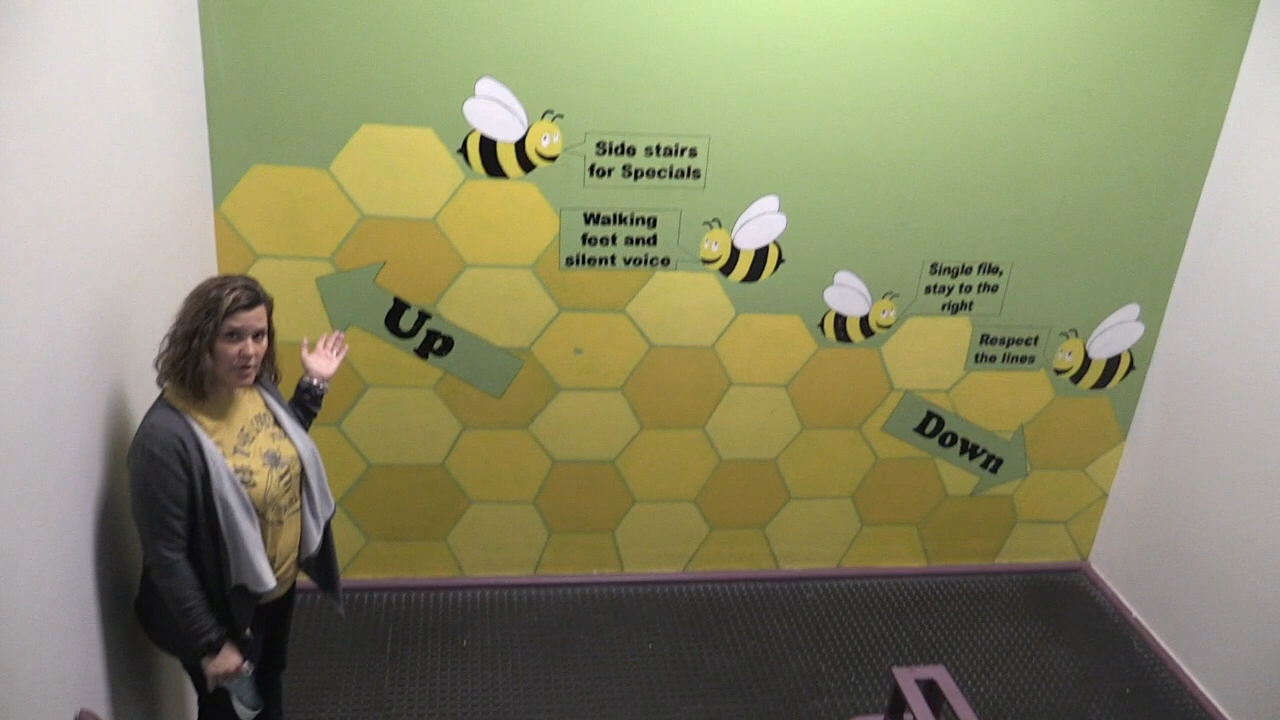 Side stairs
for Specials
Walking
feet and
silent voice
Single file,
stay to the
right
Respect
the lines
Up
Down